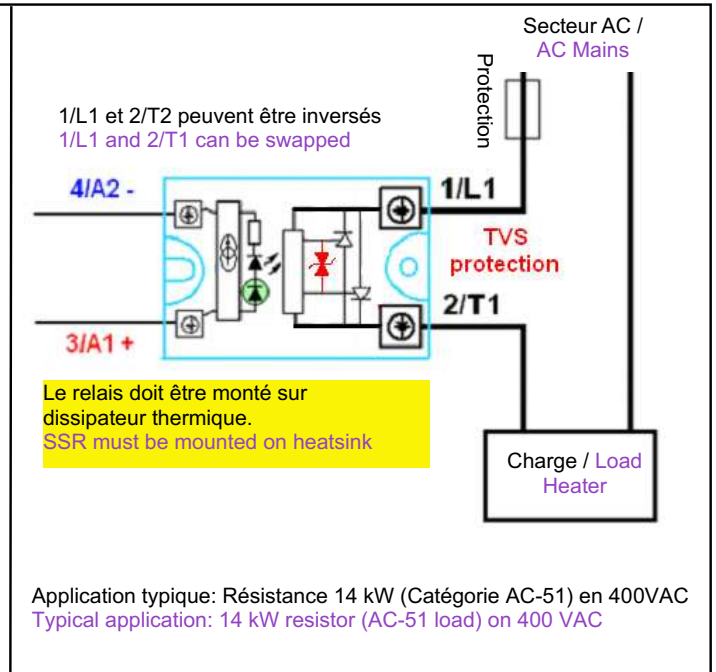 Secteur AC /
AC Mains
Protection
1/L1 et 2/T2 peuvent être inversés
1/L1 and 2/T1 can be swapped
4/A2 -
1/L1
TVS
protection
2/T1
3/A1 +
Le relais doit être monté sur
dissipateur thermique.
SSR must be mounted on heatsink
Charge / Load
Heater
Application typique: Résistance 14 kW (Catégorie AC-51) en 400VAC
Typical application: 14 kW resistor (AC-51 load) on 400 VAC